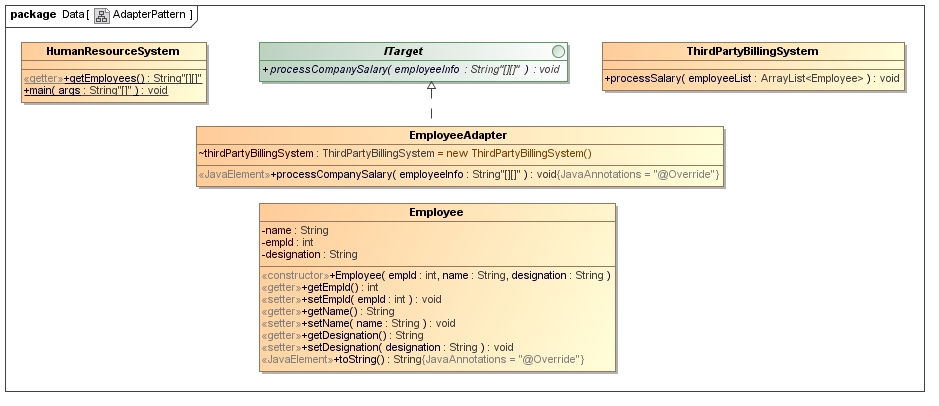 package Data [ AdapterPattern ]
HumanResourceSystem
«getter»+getEmployees() : String"[][]"
+main( args : String"[]" ) : void
ITarget
+processCompanySalary( employeeInfo : String"[][]" ) : void
ThirdPartyBillingSystem
+processSalary( employeeList : ArrayList<Employee> ) : void
EmployeeAdapter
~thirdPartyBillingSystem : ThirdPartyBillingSystem = new ThirdPartyBillingSystem()
«JavaElement»+processCompanySalary( employeeInfo : String"[][]" ) : void{JavaAnnotations = "@Override"}
Employee
-name : String
-empId : int
-designation : String
«constructor»+Employee( empId : int, name : String, designation : String )
«getter»+getEmpId() : int
«setter»+setEmpId( empId : int ) : void
«getter»+getName() : String
«setter»+setName( name : String ) : void
«getter»+getDesignation() : String
«setter»+setDesignation( designation : String ) : void
«JavaElement»+toString() : String{JavaAnnotations = "@Override"}